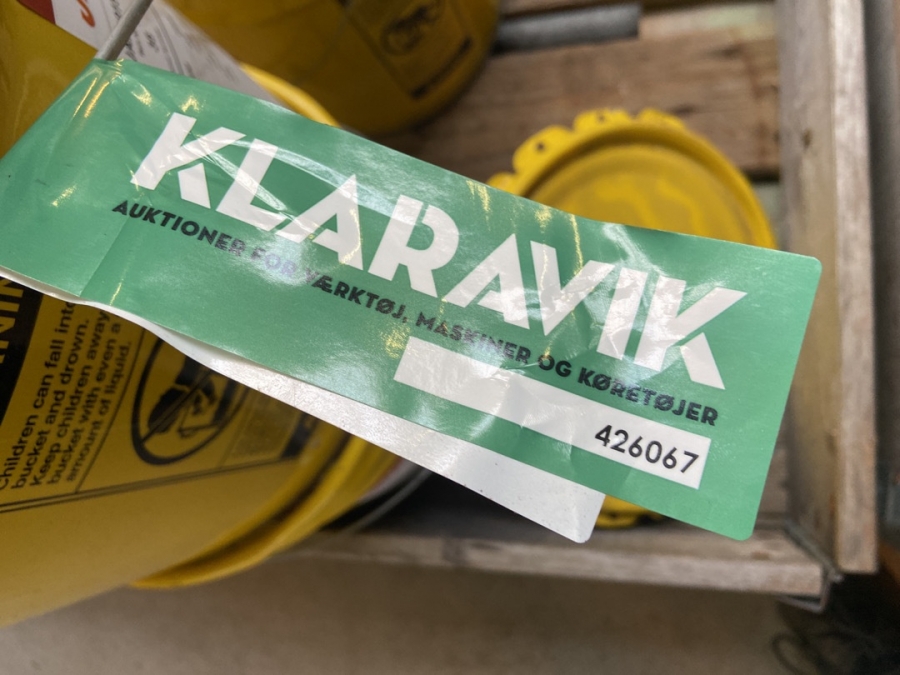 KLARAVIK
AUKTIONER FOR VÆRKTØJ, MASKINER OG KØRETØJER
426067
Children can fall into
bucket and drown.
Keep children away
bucket with even a
amount of liquid.